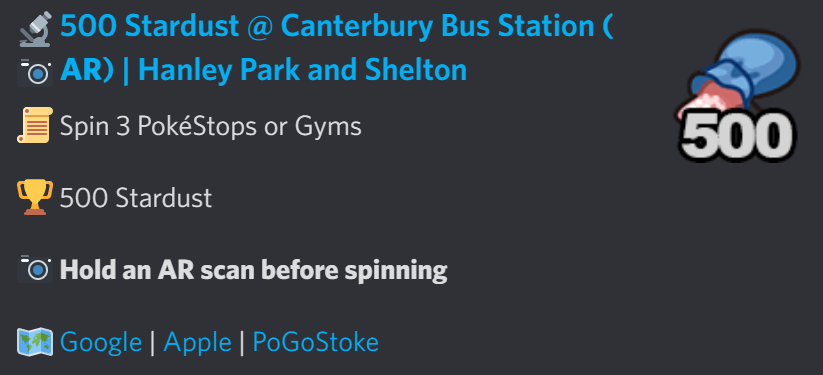 500 Stardust @ Canterbury Bus Station (
AR) | Hanley Park and Shelton
Spin 3 PokéStops or Gyms
500
500 Stardust
Hold an AR scan before spinning
Google | Apple | PoGoStoke